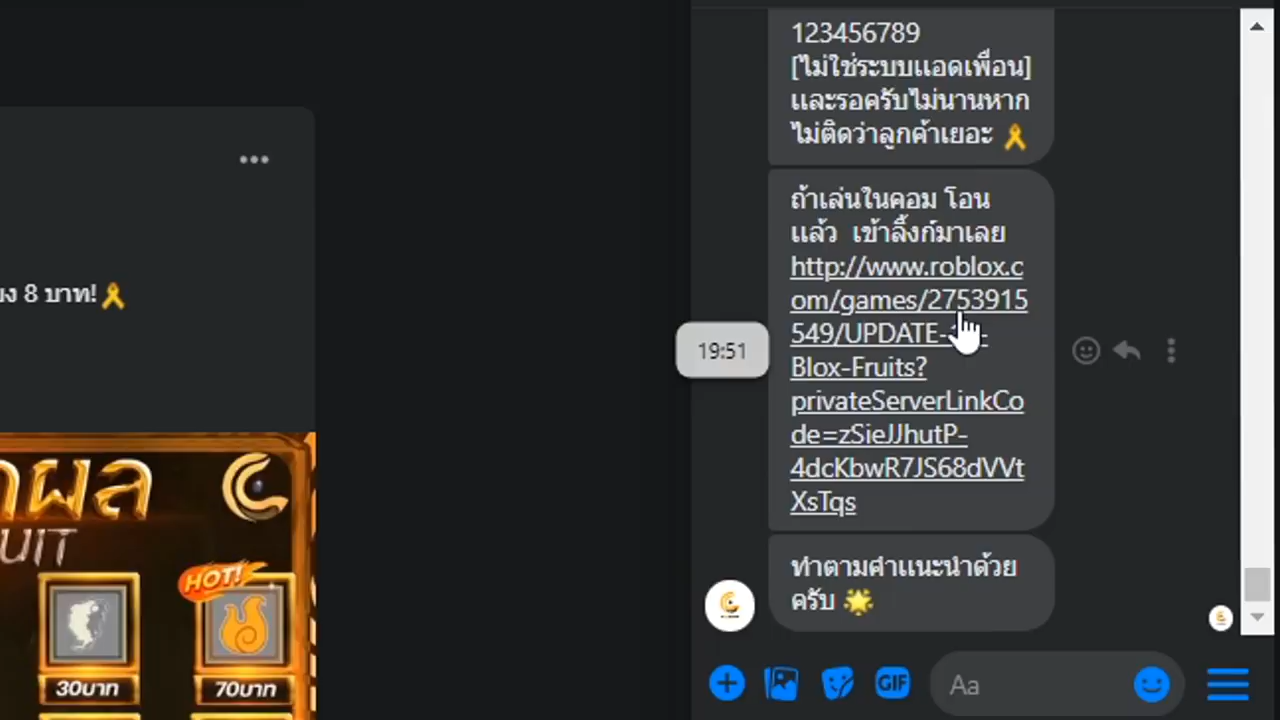 123456789
[ไม่ใช่ระบบแอดเพื่อน]
และรอครับไม่นานหาก
ไม่ติดว่าลูกค้าเยอะ 🎗
ถ้าเล่นในคอม โอน
แล้ว เข้าลิ้งก์มาเลย
http://www.roblox.c
om/games/2753915
549/UPDATE-
Blox-Fruits?
privateServerLinkCo
de=zSieJJhutP-
4dcKbwR7JS68dVVt
XsTqs
19:51
ทำตามคำแนะนำด้วย
ครับ 🌟
8 บาท!🎗
HOT!
30บาท
70บาท
GIF
Aa